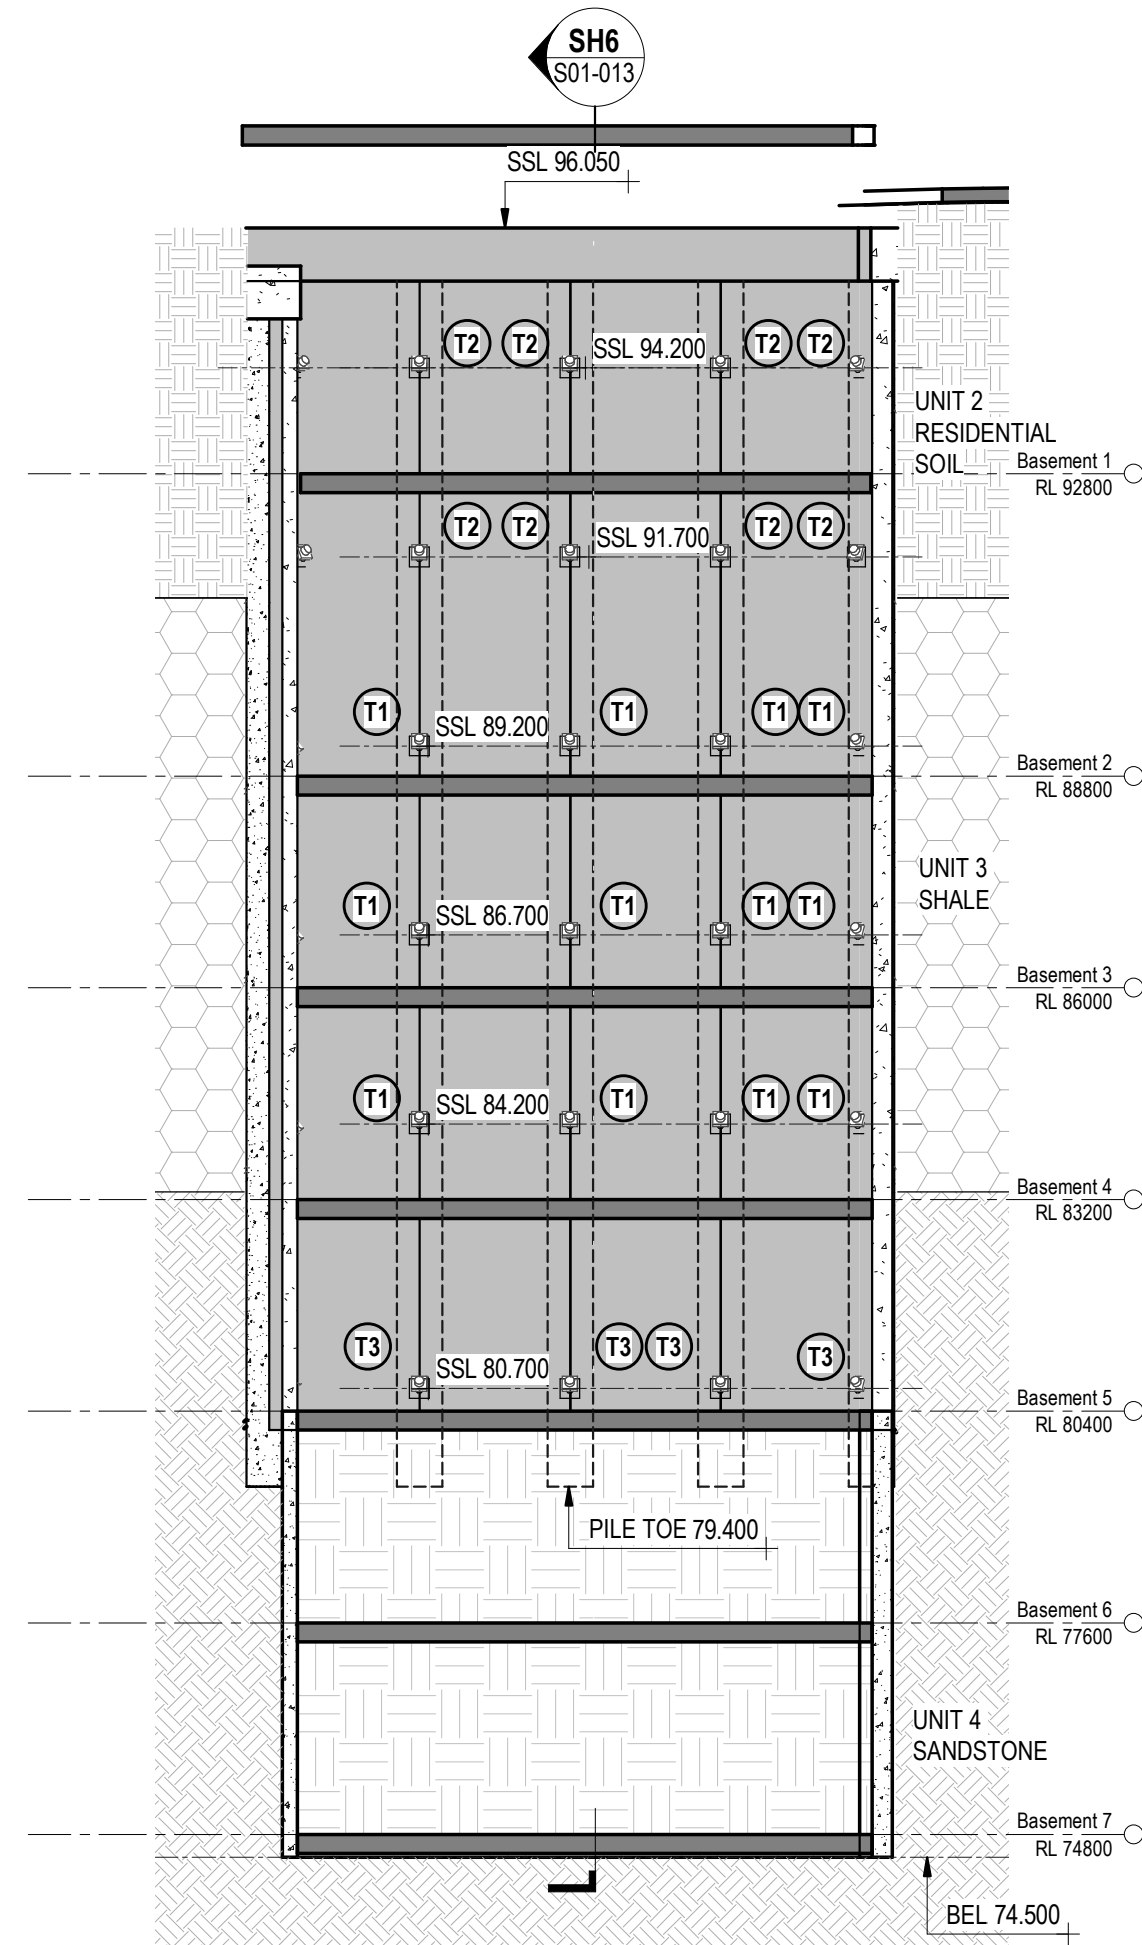 SH6
S01-013
SSL 96.050
T2 T2 SSL 94.200 T2 T2
UNIT 2
RESIDENTIAL
SOIL
Basement 1
RL 92800
T2 T2 SSL 91.700 T2 T2
T1 SSL 89.200 T1 T1 T1
Basement 2
RL 88800
UNIT 3
SHALE
T1 SSL 86.700 T1 T1 T1
Basement 3
RL 86000
T1 SSL 84.200 T1 T1 T1
Basement 4
RL 83200
T3 SSL 80.700 T3 T3 T3
Basement 5
RL 80400
PILE TOE 79.400
Basement 6
RL 77600
UNIT 4
SANDSTONE
Basement 7
RL 74800
BEL 74.500